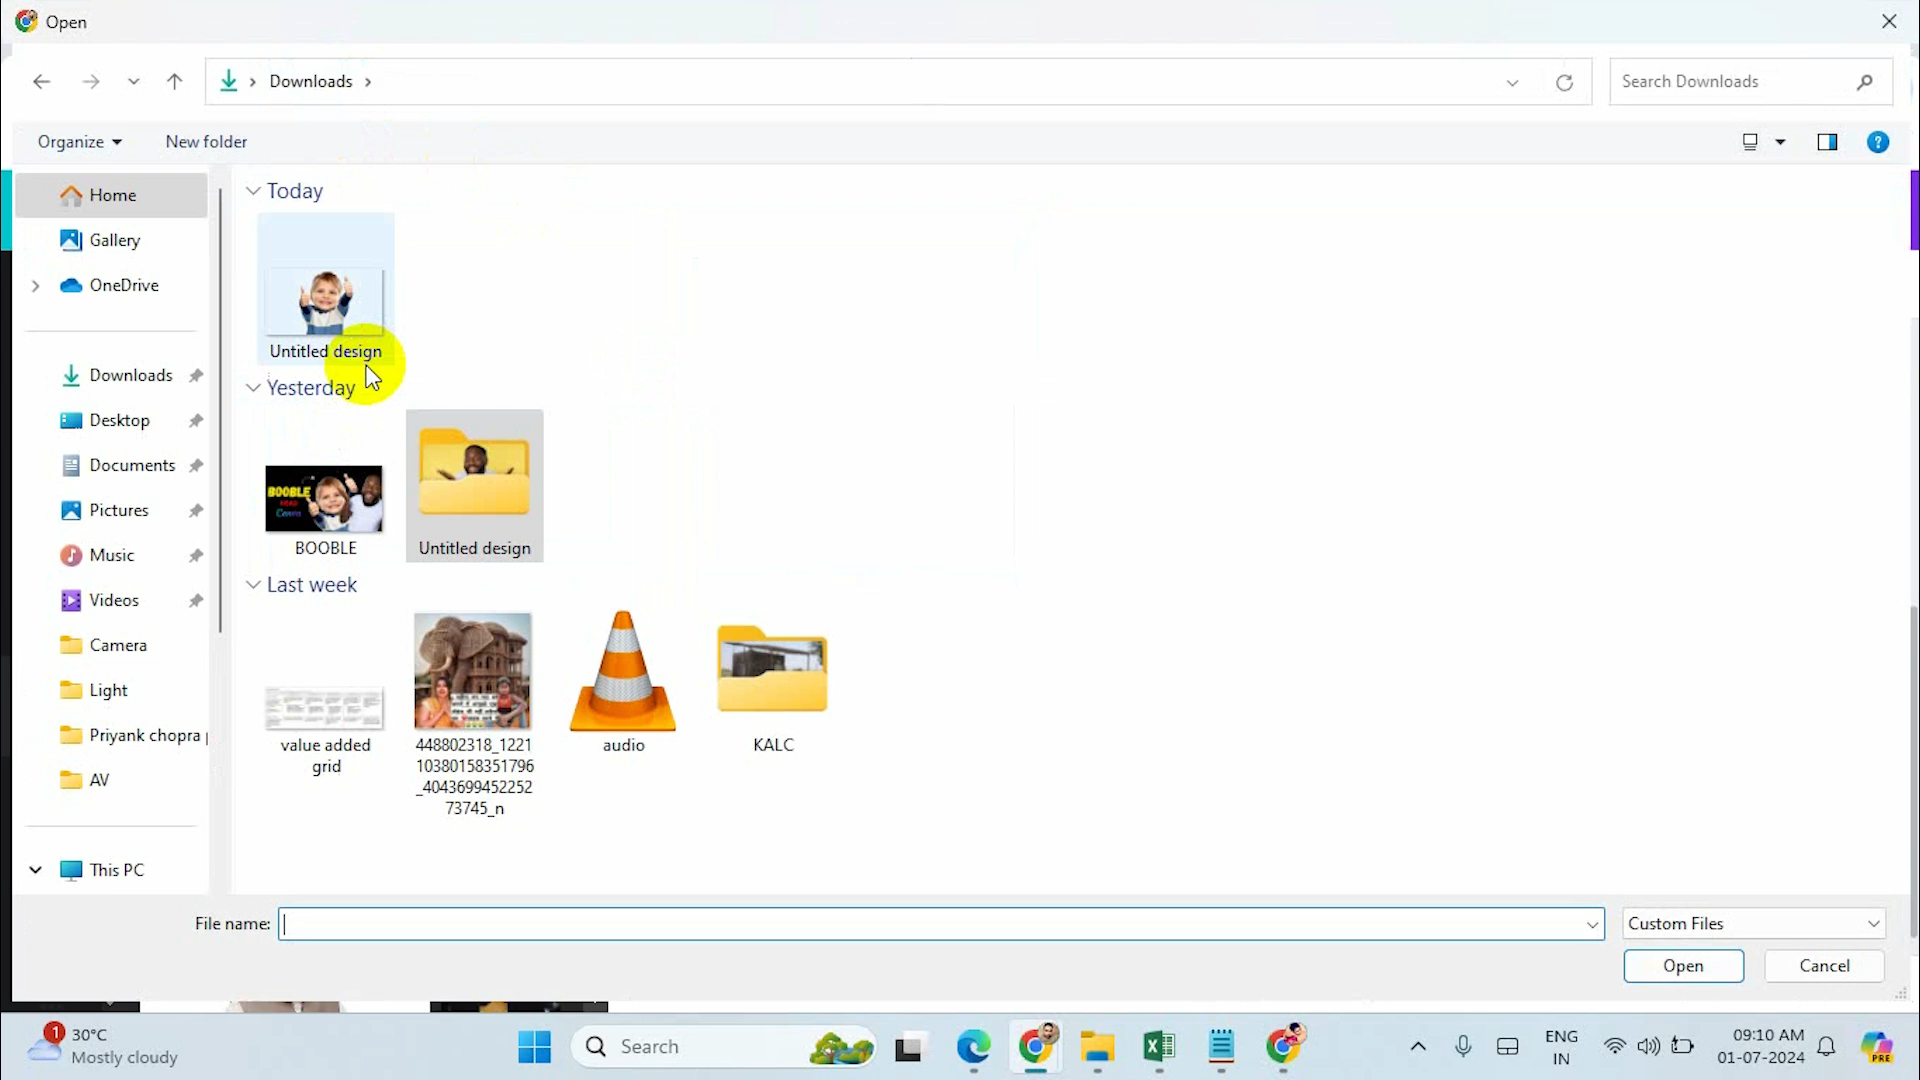 Open
Downloads
Search Downloads
Organize
New folder
Home
Gallery
OneDrive
Downloads
Desktop
Documents
Pictures
Music
Videos
Camera
Light
Priyank chopra
AV
This PC
Today
Untitled design
Yesterday
BOOBLE
Canva
BOOBLE
Untitled design
Last week
value added
grid
448802318_1221
10380158351796
_4043699452252
73745_n
audio
KALC
File name:
Custom Files
Open
Cancel
1
30°C
Mostly cloudy
Search
ENG
IN
09:10 AM
01-07-2024
PRE